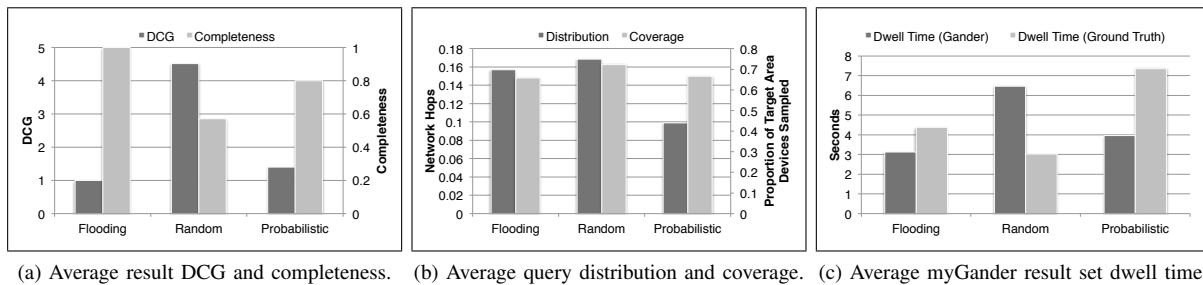 DCG Completeness
5
4
3
2
1
0
DCG
1
0.8
0.6
0.4
0.2
0
Completeness
Flooding Random Probabilistic
(a) Average result DCG and completeness.
Distribution Coverage
0.18
0.16
0.14
0.12
0.1
0.08
0.06
0.04
0.02
0
Network Hops
0.8
0.7
0.6
0.5
0.4
0.3
0.2
0.1
0
Proportion of Target Area
Devices Sampled
Flooding Random Probabilistic
(b) Average query distribution and coverage.
Dwell Time (Gander) Dwell Time (Ground Truth)
8
7
6
5
4
3
2
1
0
Seconds
Flooding Random Probabilistic
(c) Average myGander result set dwell time